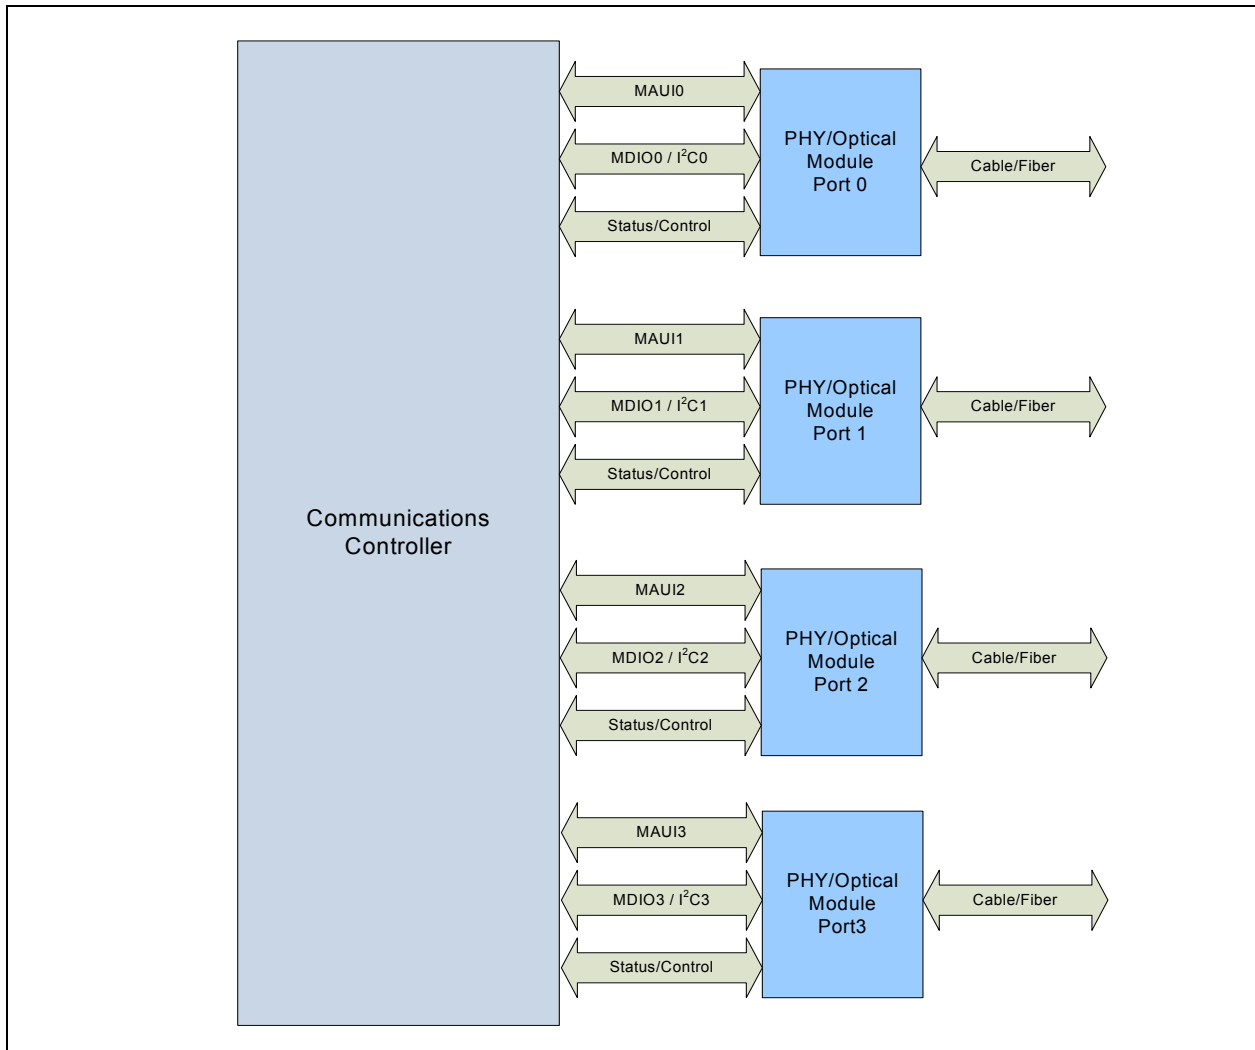 Communications
Controller
MAUI0
MDIO0 / I²C0
Status/Control
PHY/Optical
Module
Port 0
Cable/Fiber
MAUI1
MDIO1 / I²C1
Status/Control
PHY/Optical
Module
Port 1
Cable/Fiber
MAUI2
MDIO2 / I²C2
Status/Control
PHY/Optical
Module
Port 2
Cable/Fiber
MAUI3
MDIO3 / I²C3
Status/Control
PHY/Optical
Module
Port3
Cable/Fiber